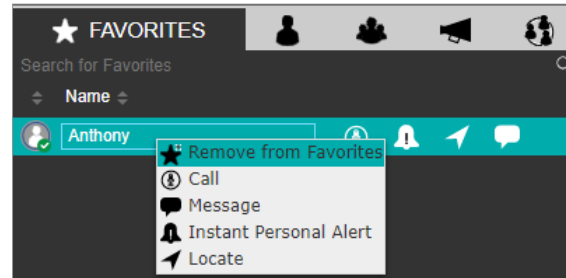 FAVORITES
Search for Favorites
Name
Anthony
Remove from Favorites
Call
Message
Instant Personal Alert
Locate